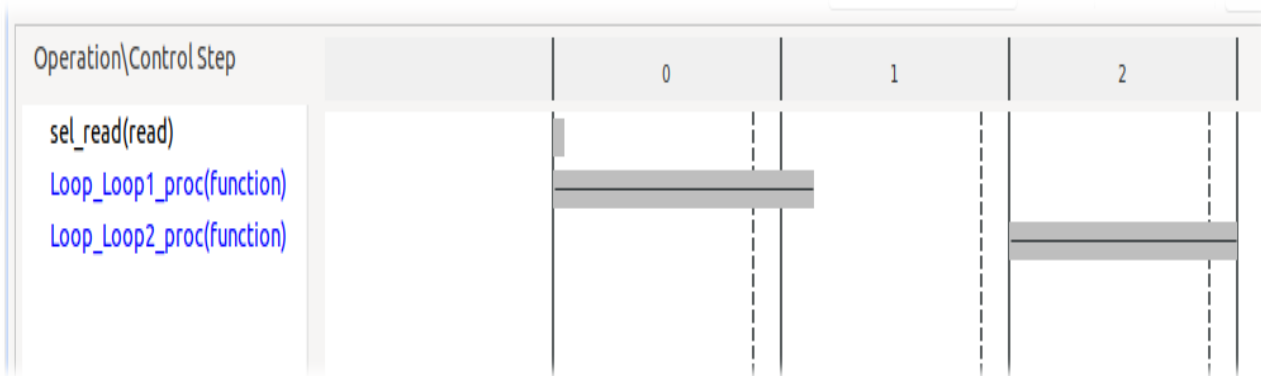 Operation\Control Step
0
1
2
sel_read(read)
Loop_Loop1_proc(function)
Loop_Loop2_proc(function)